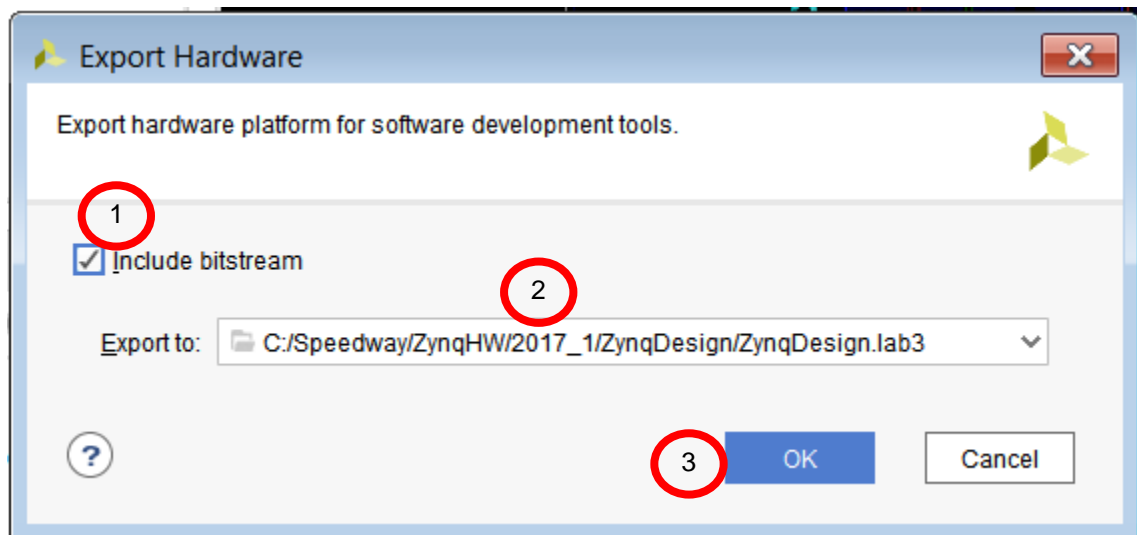 Export Hardware
Export hardware platform for software development tools.
1
Include bitstream
2
Export to: C:/Speedway/ZynqHW/2017_1/ZynqDesign/ZynqDesign.lab3
? 3 OK Cancel